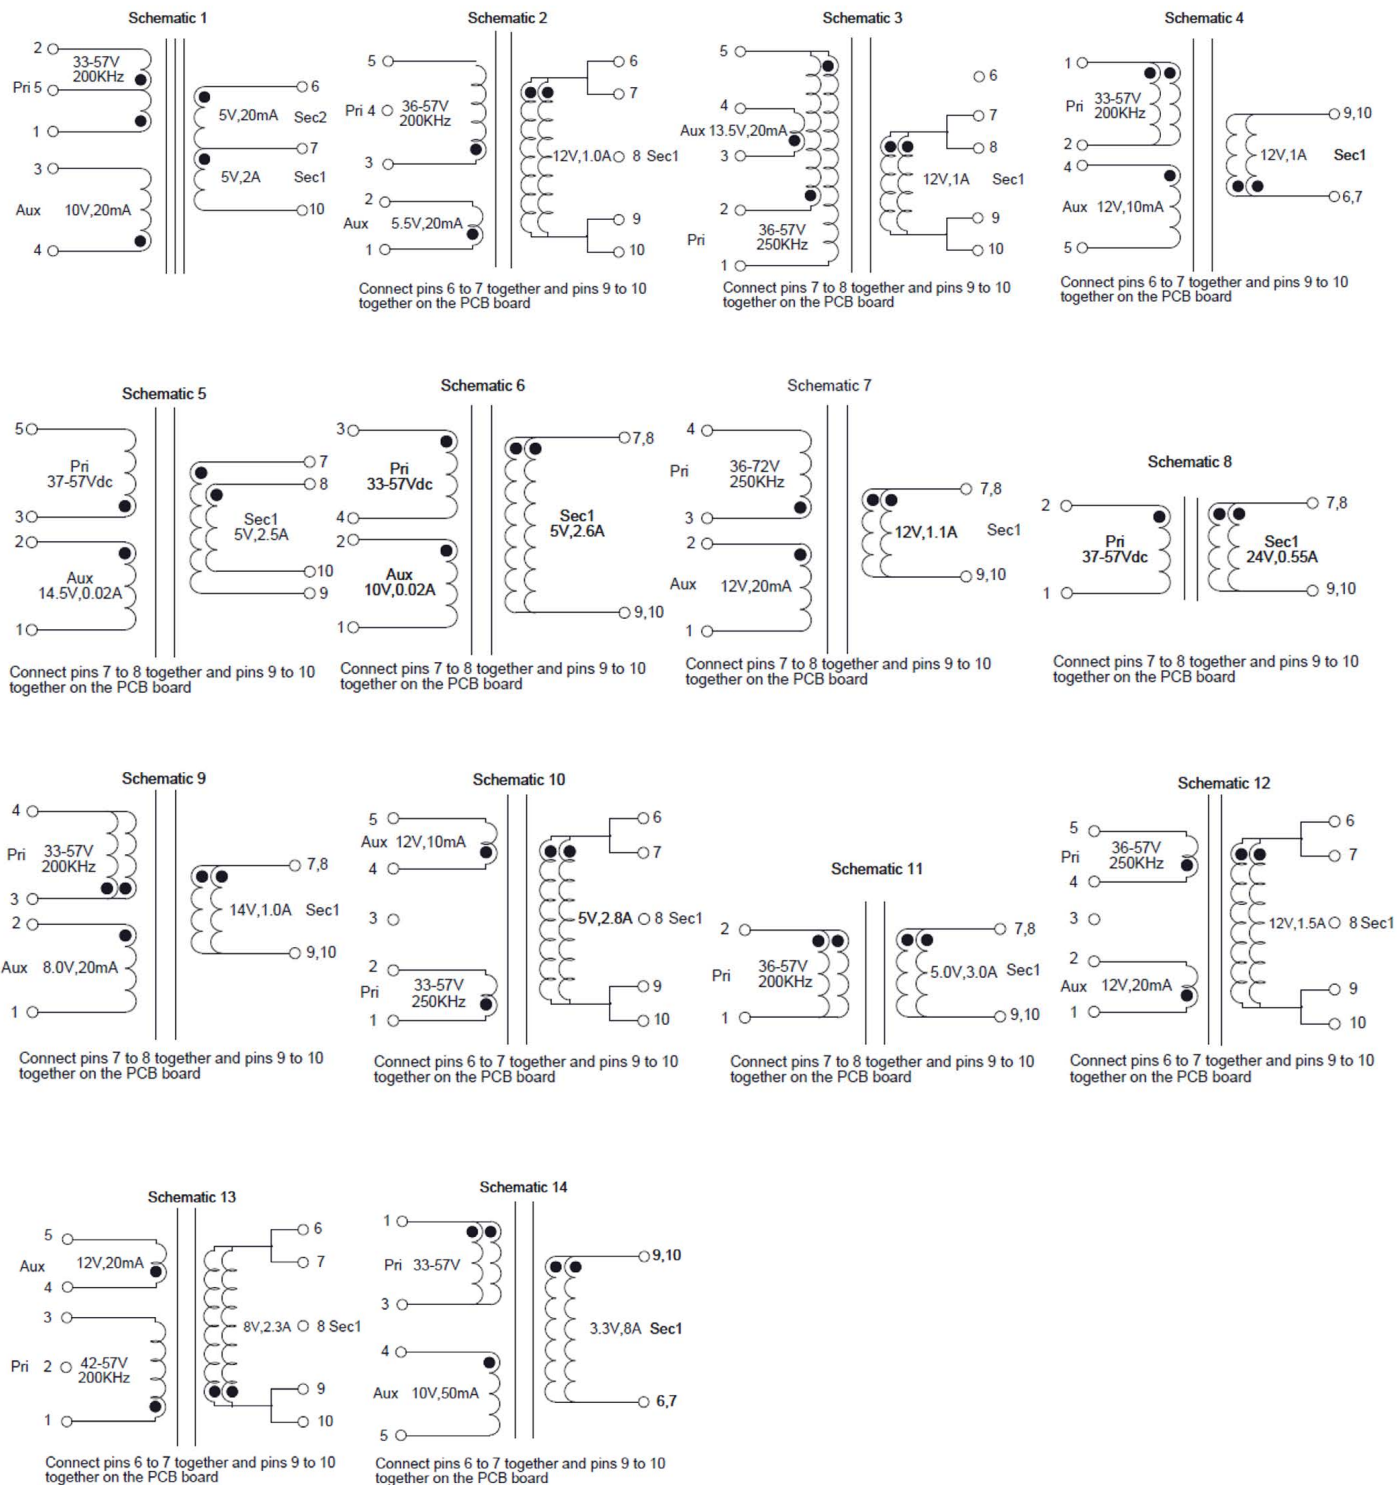 Schematic 1
2
33-57V
200KHz
Pri 5
1
3
Aux 10V,20mA
4
6
5V,20mA Sec2
7
5V,2A Sec1
10
Schematic 2
5
Pri 4 36-57V
200KHz
3
2
Aux 5.5V,20mA
1
6
7
12V,1.0A 8 Sec1
9
10
Connect pins 6 to 7 together and pins 9 to 10
together on the PCB board
Schematic 3
5
4
Aux 13.5V,20mA
3
2
Pri 36-57V
250KHz
1
6
7
8
12V,1A Sec1
9
10
Connect pins 7 to 8 together and pins 9 to 10
together on the PCB board
Schematic 4
1
Pri 33-57V
200KHz
2
4
Aux 12V,10mA
5
9,10
12V,1A Sec1
6,7
Connect pins 6 to 7 together and pins 9 to 10
together on the PCB board
Schematic 5
5
Pri
37-57Vdc
3
2
Aux
14.5V,0.02A
1
7
8
Sec1
5V,2.5A
10
9
Connect pins 7 to 8 together and pins 9 to 10
together on the PCB board
Schematic 6
3
Pri
33-57Vdc
4
2
Aux
10V,0.02A
1
7,8
Sec1
5V,2.6A
9,10
Connect pins 7 to 8 together and pins 9 to 10
together on the PCB board
Schematic 7
4
Pri 36-72V
250KHz
3
2
Aux 12V,20mA
1
7,8
12V,1.1A Sec1
9,10
Connect pins 7 to 8 together and pins 9 to 10
together on the PCB board
Schematic 8
2
Pri
37-57Vdc
1
7,8
Sec1
24V,0.55A
9,10
Connect pins 7 to 8 together and pins 9 to 10
together on the PCB board
Schematic 9
4
Pri 33-57V
200KHz
3
2
Aux 8.0V,20mA
1
7,8
14V,1.0A Sec1
9,10
Connect pins 7 to 8 together and pins 9 to 10
together on the PCB board
Schematic 10
5
Aux 12V,10mA
4
3
2
Pri 33-57V
250KHz
1
6
7
5V,2.8A 8 Sec1
9
10
Connect pins 6 to 7 together and pins 9 to 10
together on the PCB board
Schematic 11
2
Pri 36-57V
200KHz
1
7,8
5.0V,3.0A Sec1
9,10
Connect pins 7 to 8 together and pins 9 to 10
together on the PCB board
Schematic 12
5
Pri 36-57V
250KHz
4
3
2
Aux 12V,20mA
1
6
7
12V,1.5A 8 Sec1
9
10
Connect pins 6 to 7 together and pins 9 to 10
together on the PCB board
Schematic 13
5
Aux 12V,20mA
4
3
Pri 2 42-57V
200KHz
1
6
7
8V,2.3A 8 Sec1
9
10
Connect pins 6 to 7 together and pins 9 to 10
together on the PCB board
Schematic 14
1
Pri 33-57V
3
4
Aux 10V,50mA
5
9,10
3.3V,8A Sec1
6,7
Connect pins 6 to 7 together and pins 9 to 10
together on the PCB board